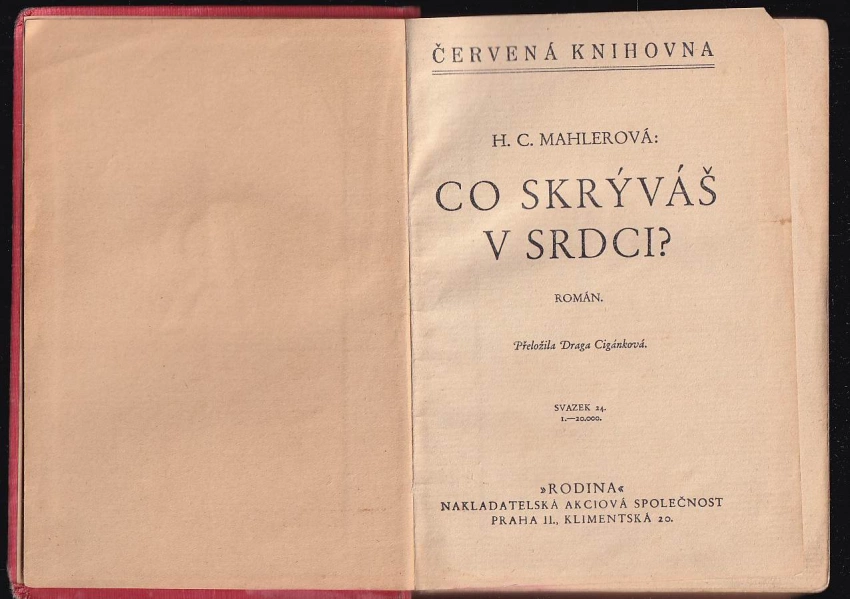 ČERVENÁ KNIHOVNA
H. C. MAHLEROVÁ:
CO SKRÝVÁŠ
V SRDCI?
ROMÁN.
Přeložila Draga Cigánková.
SVAZEK 24.
1.—20.000.
»RODINA«
NAKLADATELSKÁ AKCIOVÁ SPOLEČNOST
PRAHA II., KLIMENTSKÁ 20.